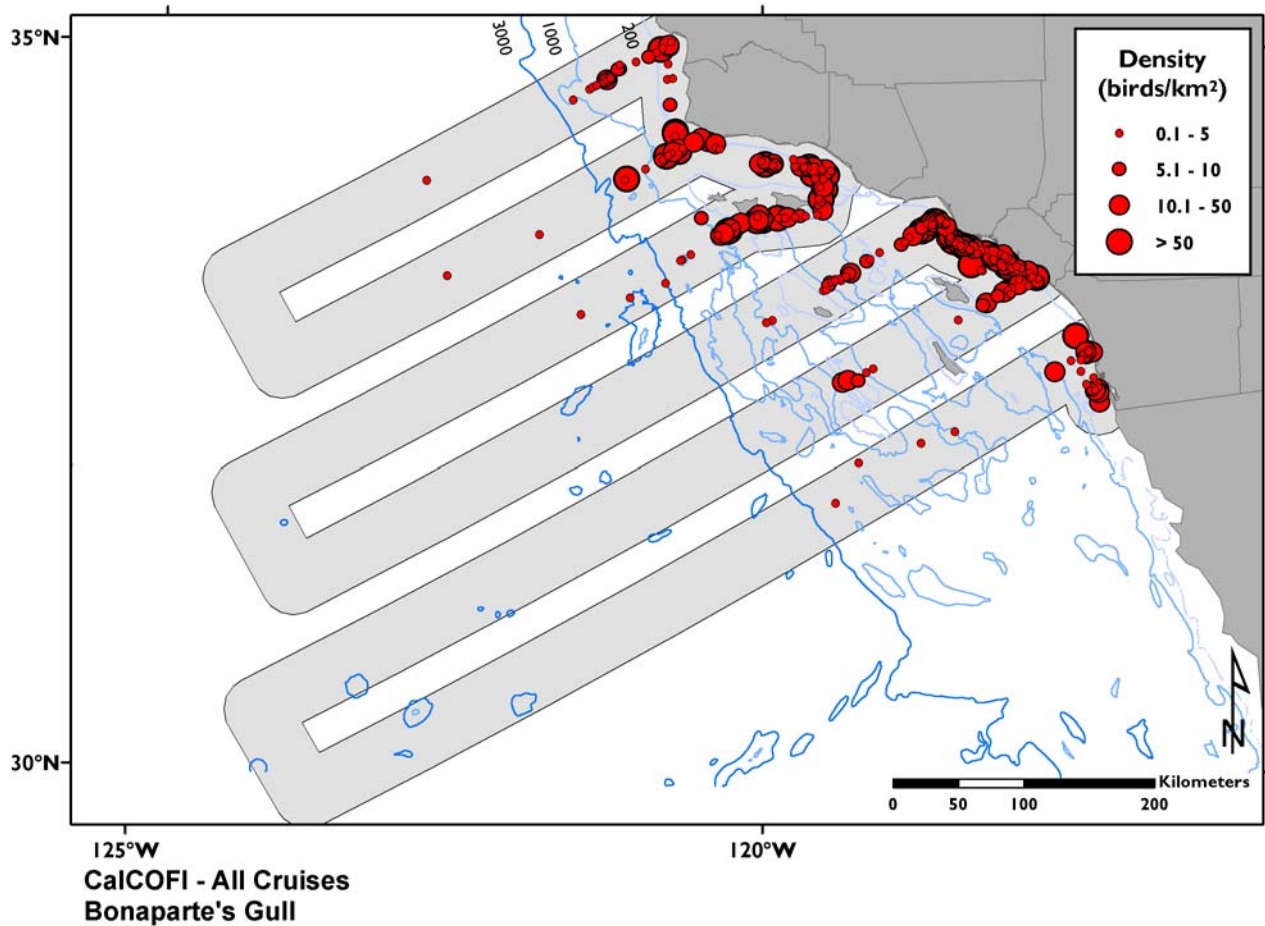 35°N
3000
1000
200
Density
(birds/km²)
0.1 - 5
5.1 - 10
10.1 - 50
> 50
30°N
N
Kilometers
0 50 100 200
125°W
120°W
CalCOFI - All Cruises
Bonaparte's Gull